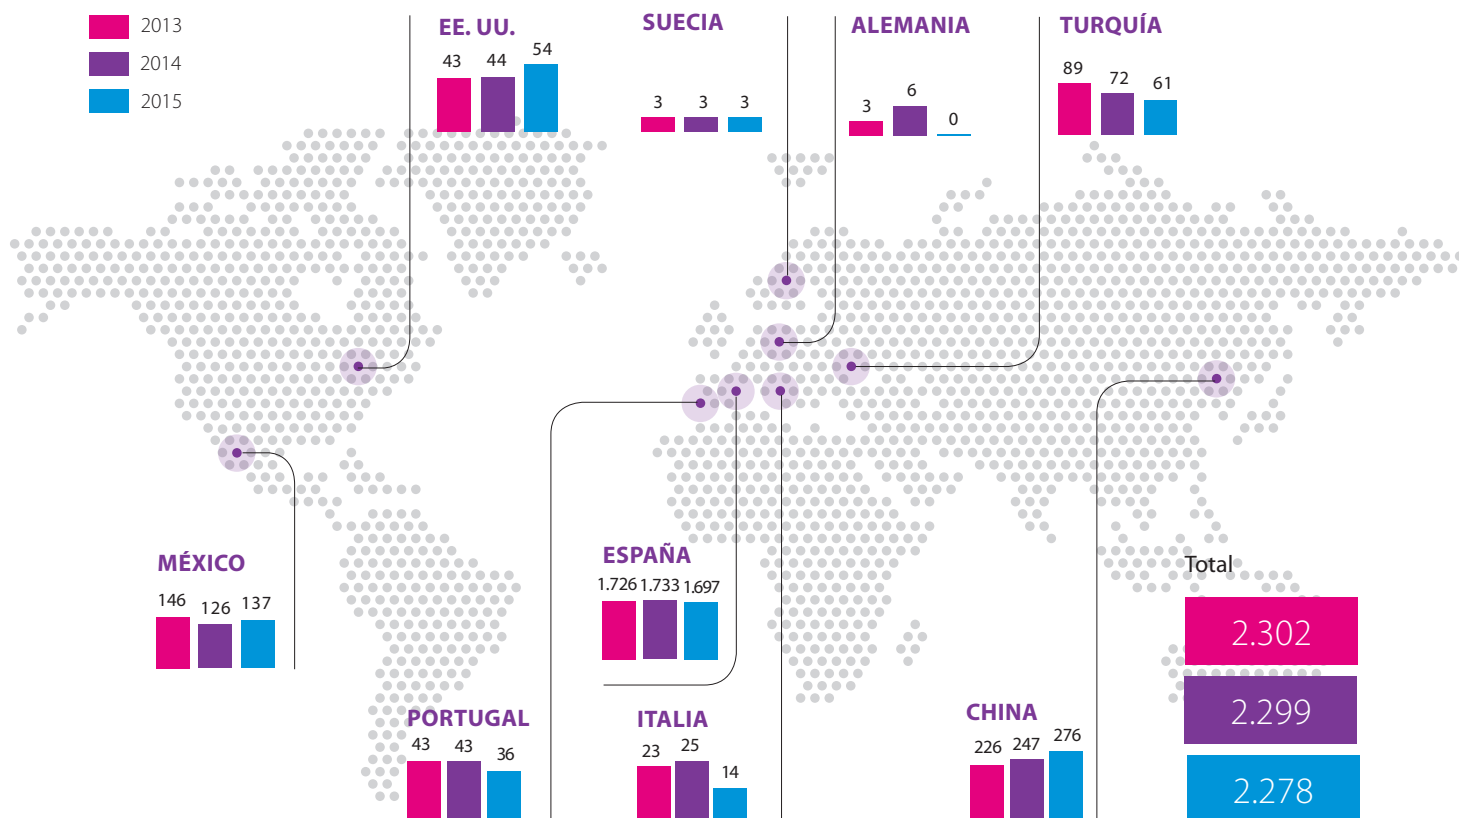 2013
2014
2015
EE. UU.
43 44 54
SUECIA
3 3 3
ALEMANIA
3 6 0
TURQUÍA
89 72 61
MÉXICO
146 126 137
ESPAÑA
1.726 1.733 1.697
PORTUGAL
43 43 36
ITALIA
23 25 14
CHINA
226 247 276
Total
2.302
2.299
2.278